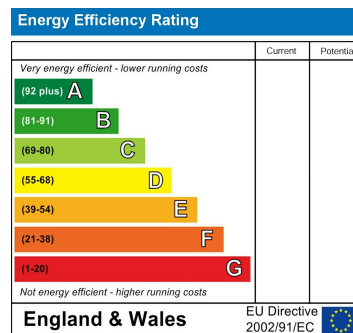 Energy Efficiency Rating
Current Potentia
Very energy efficient - lower running costs
(92 plus) A
(81-91) B
(69-80) C
(55-68) D
(39-54) E
(21-38) F
(1-20) G
Not energy efficient - higher running costs
England & Wales
EU Directive
2002/91/EC